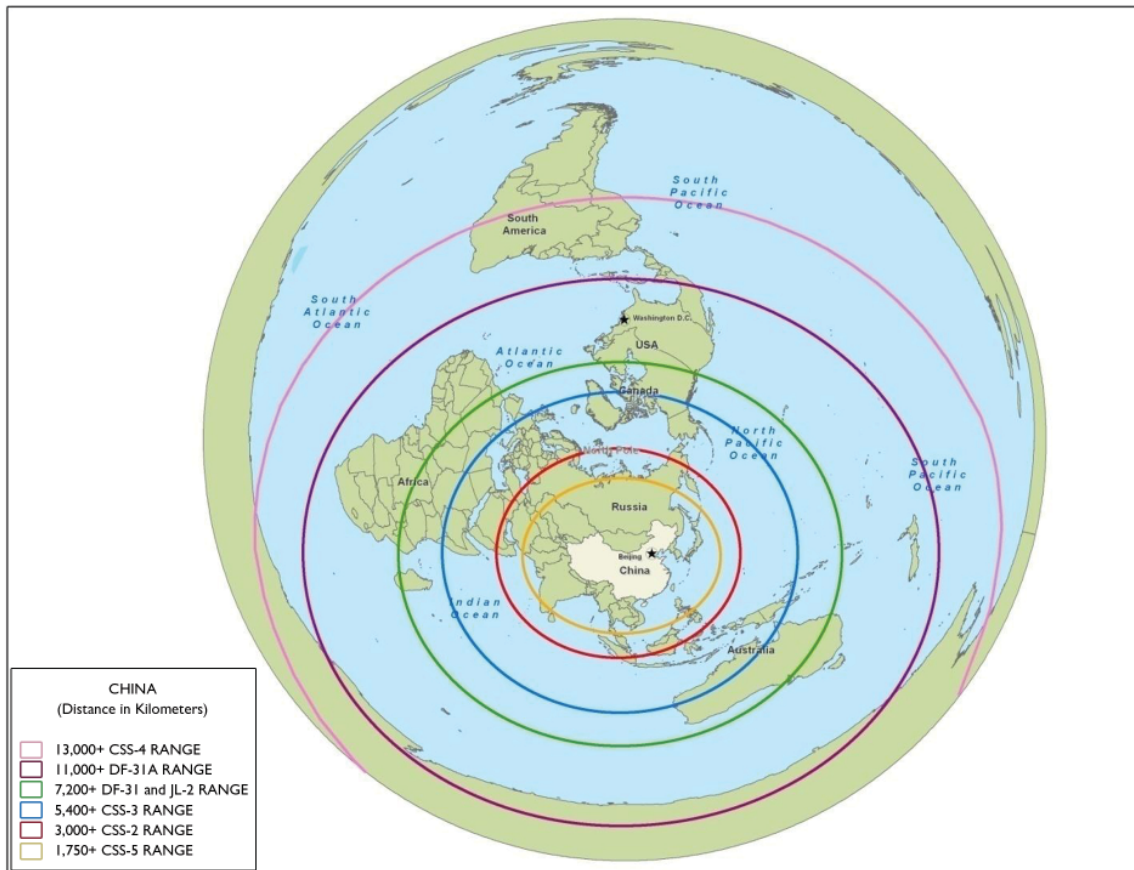 South
Pacific
Ocean
South
America
South
Atlantic
Ocean
Washington D.C.
USA
Atlantic
Ocean
Canada
North
Pacific
Ocean
North Pole
South
Pacific
Ocean
Africa
Russia
Beijing
China
Indian
Ocean
Australia
CHINA
(Distance in Kilometers)
13,000+ CSS-4 RANGE
11,000+ DF-31A RANGE
7,200+ DF-31 and JL-2 RANGE
5,400+ CSS-3 RANGE
3,000+ CSS-2 RANGE
1,750+ CSS-5 RANGE